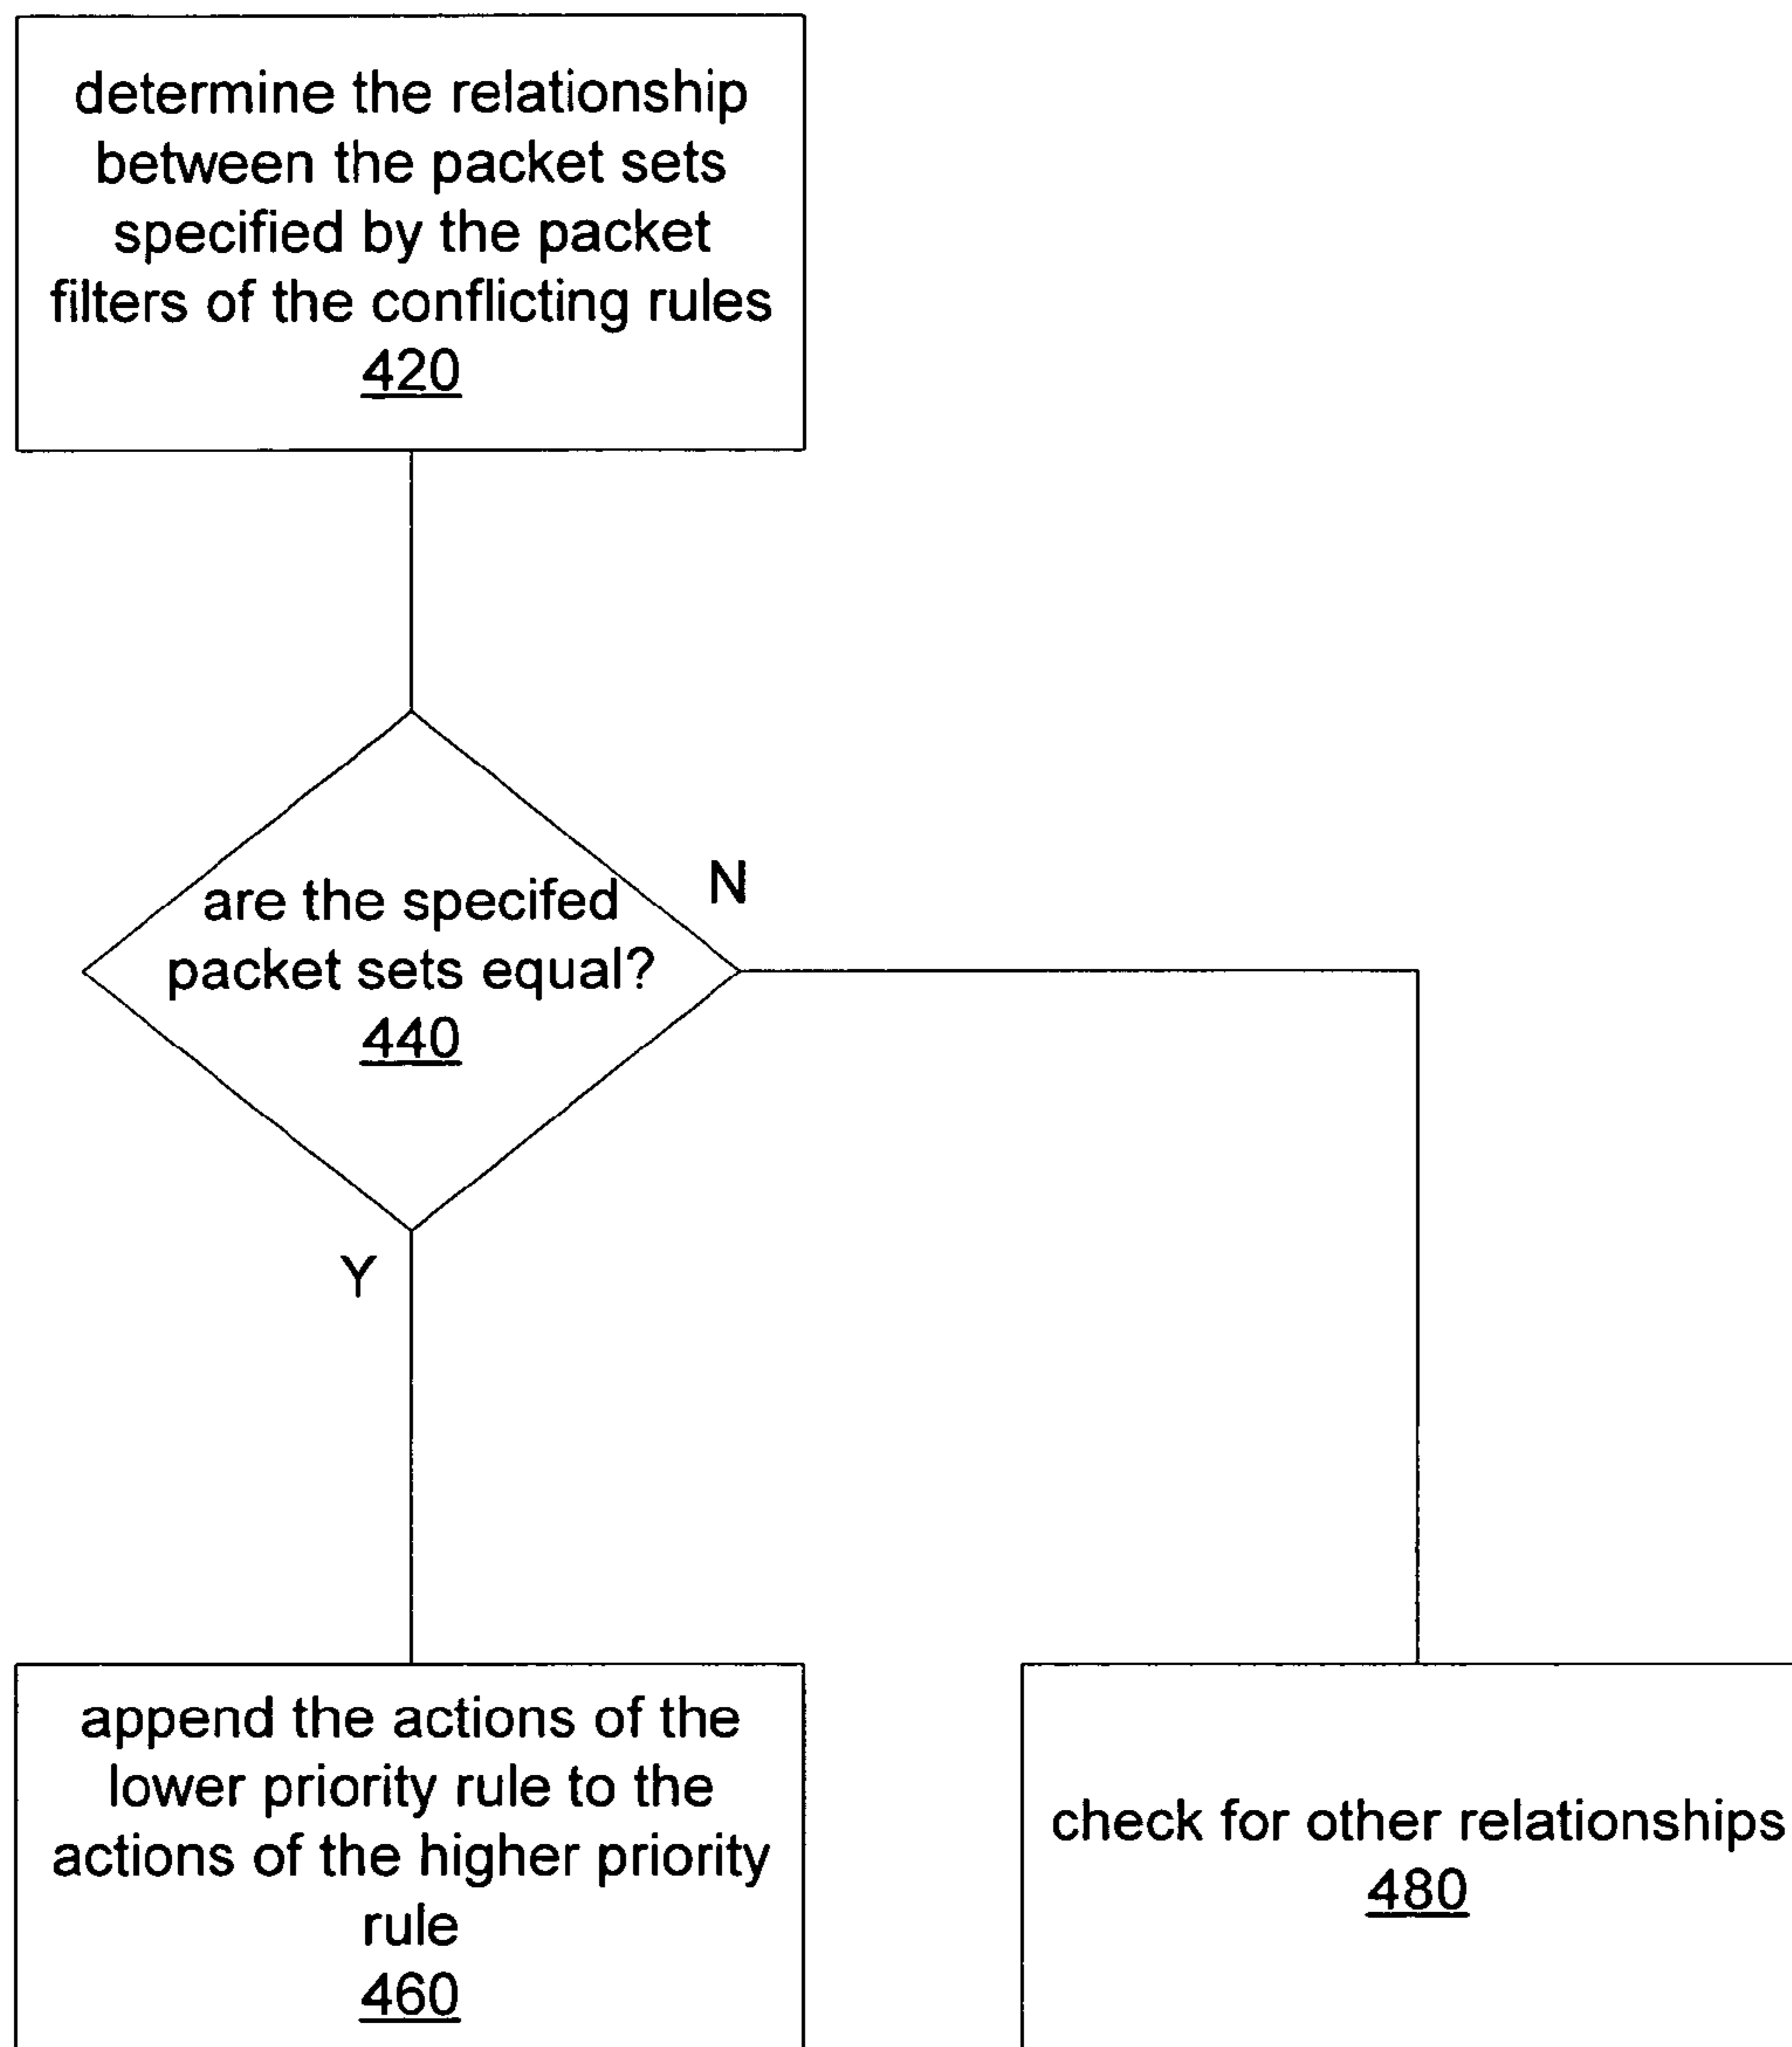 determine the relationship
between the packet sets
specified by the packet
filters of the conflicting rules
420
are the specifed
packet sets equal?
440
N
Y
append the actions of the
lower priority rule to the
actions of the higher priority
rule
460
check for other relationships
480